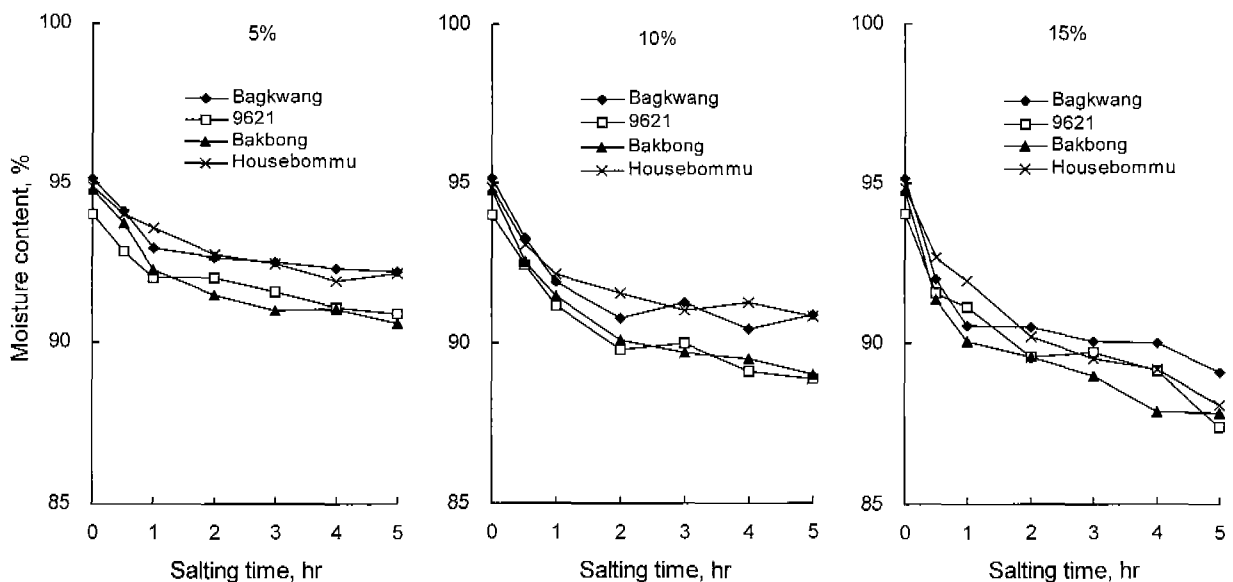 Moisture content, %
100
95
90
85
5%
Bagkwang
9621
Bakbong
Housebommu
0 1 2 3 4 5
Salting time, hr
100
95
90
85
10%
Bagkwang
9621
Bakbong
Housebommu
0 1 2 3 4 5
Salting time, hr
100
95
90
85
15%
Bagkwang
9621
Bakbong
Housebommu
0 1 2 3 4 5
Salting time, hr